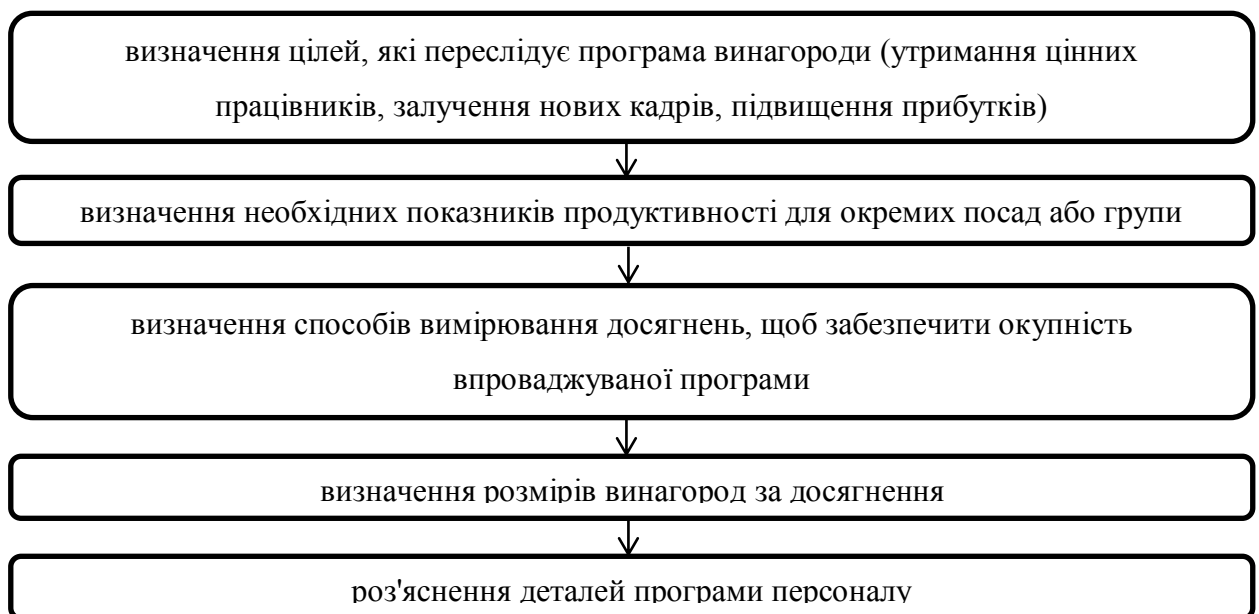 визначення цілей, які переслідує програма винагороди (утримання цінних
працівників, залучення нових кадрів, підвищення прибутків)
визначення необхідних показників продуктивності для окремих посад або групи
визначення способів вимірювання досягнень, щоб забезпечити окупність
впроваджуваної програми
визначення розмірів винагород за досягнення
роз'яснення деталей програми персоналу